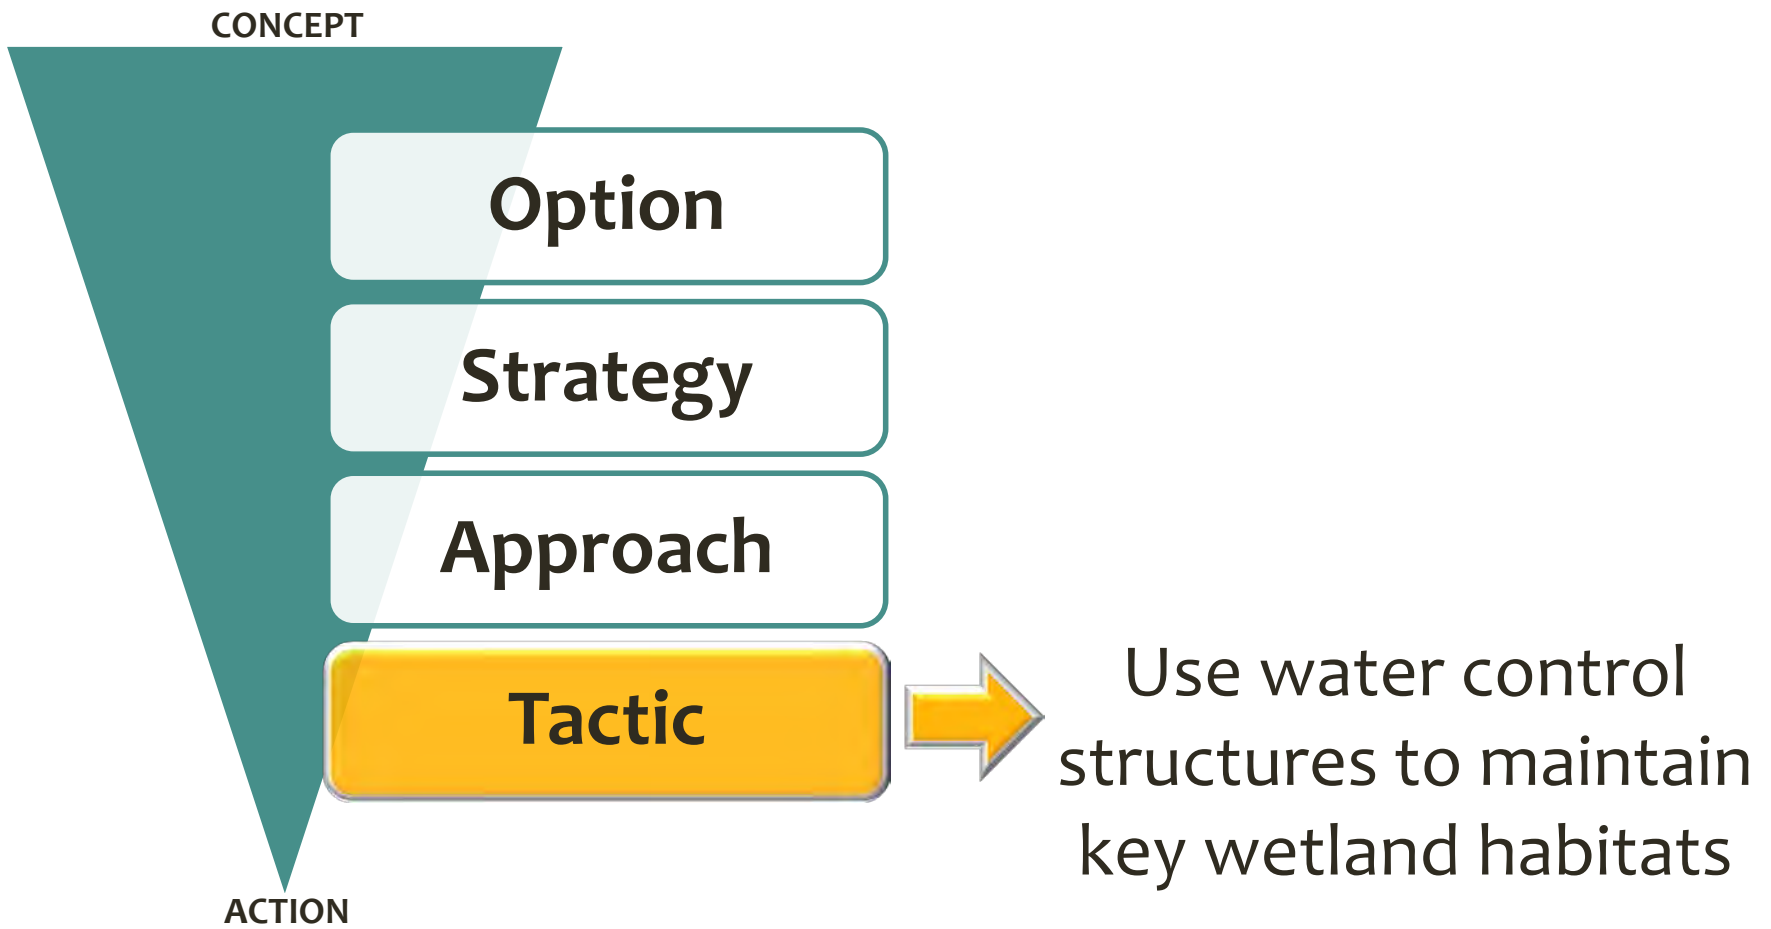 CONCEPT
Option
Strategy
Approach
Tactic
Use water control
structures to maintain
key wetland habitats
ACTION